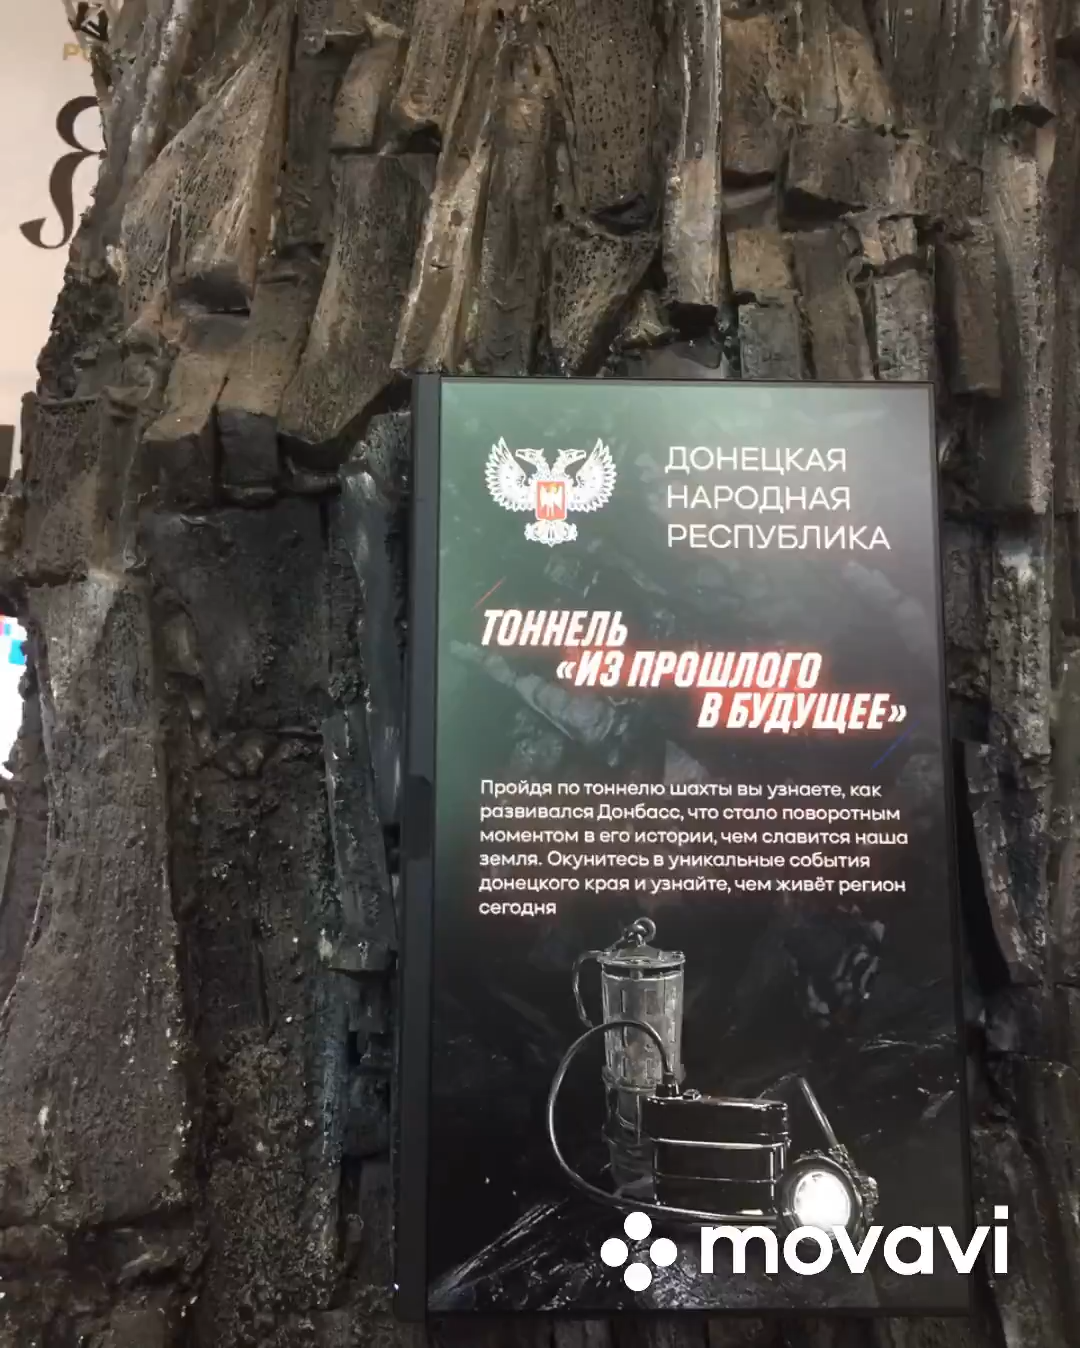 ДОНЕЦКАЯ
НАРОДНАЯ
РЕСПУБЛИКА
ТОННЕЛЬ
«ИЗ ПРОШЛОГО
В БУДУЩЕЕ»
Пройдя по тоннелю шахты вы узнаете, как
развивался Донбасс, что стало поворотным
моментом в его истории, чем славится наша
земля. Окунитесь в уникальные события
донецкого края и узнайте, чем живёт регион
сегодня
movavi